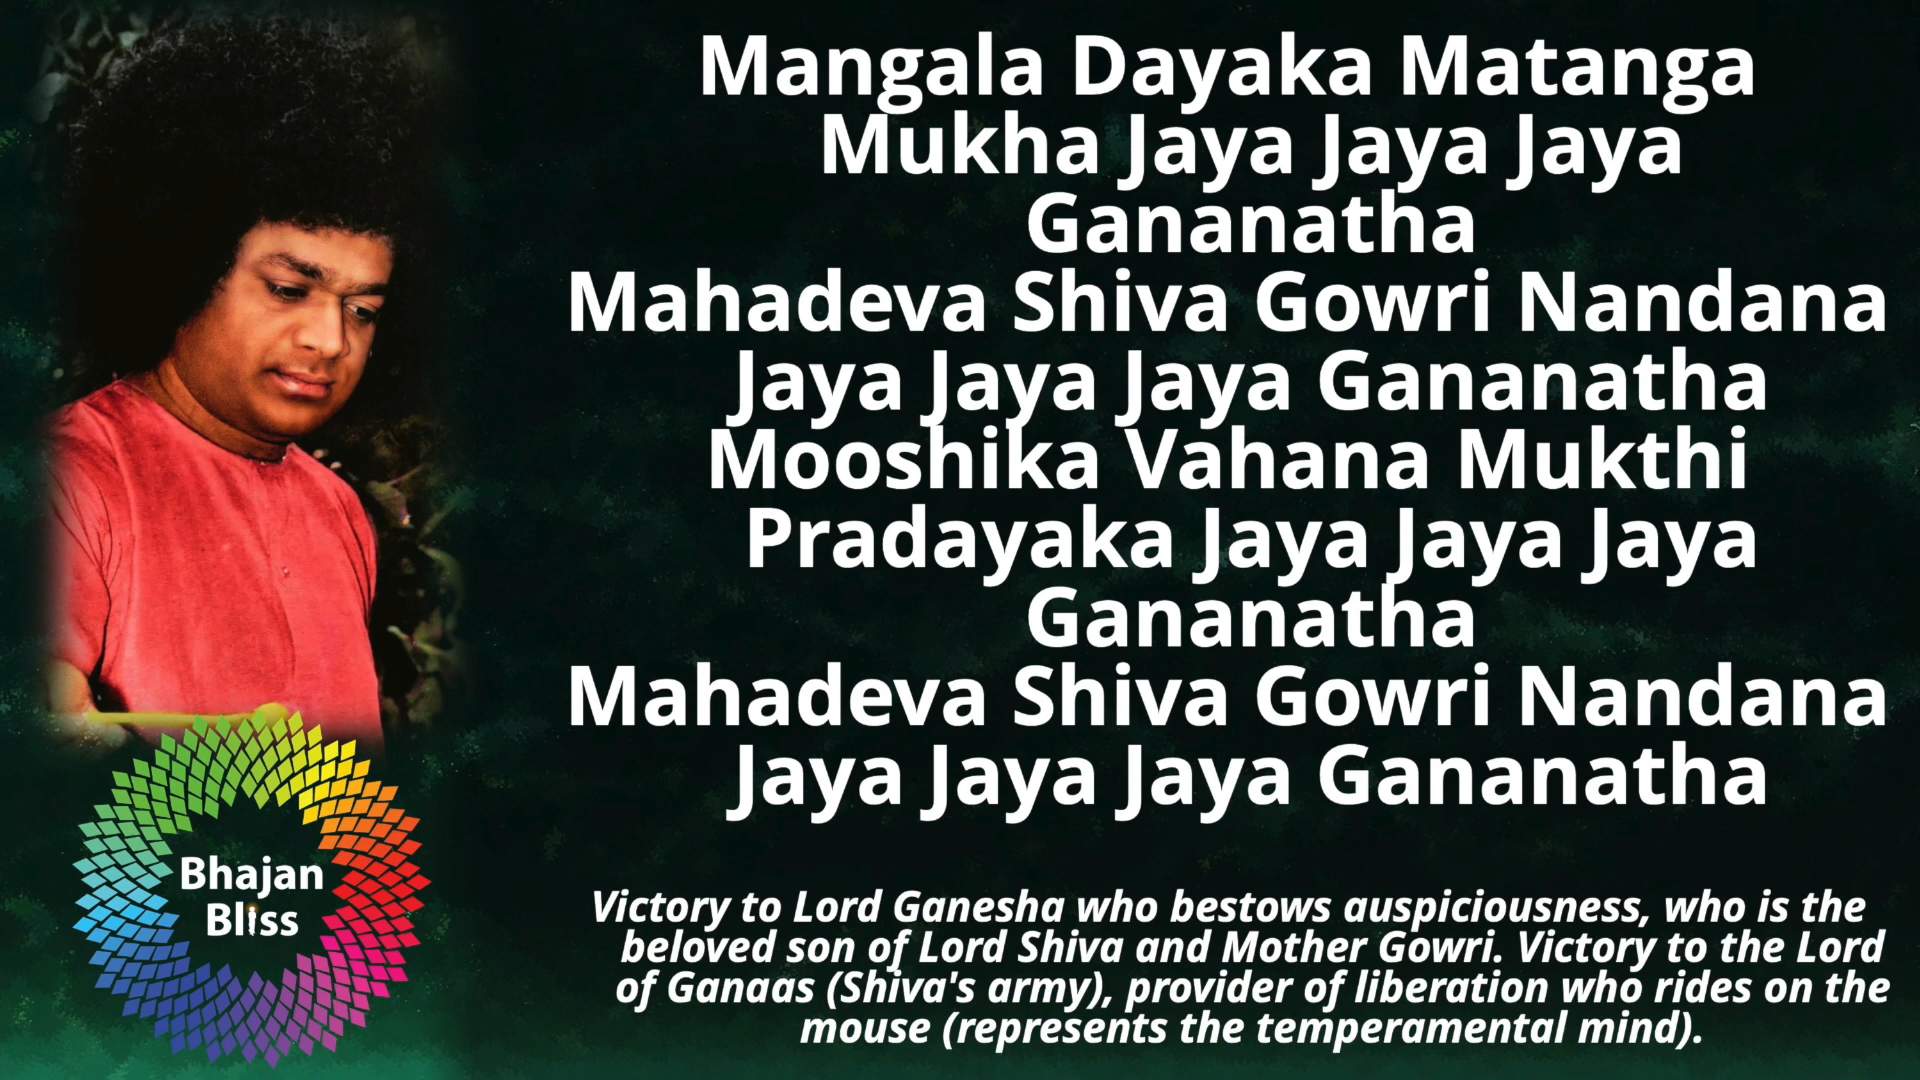 Mangala Dayaka Matanga
Mukha Jaya Jaya Jaya
Gananatha
Mahadeva Shiva Gowri Nandana
Jaya Jaya Jaya Gananatha
Mooshika Vahana Mukthi
Pradayaka Jaya Jaya Jaya
Gananatha
Mahadeva Shiva Gowri Nandana
Jaya Jaya Jaya Gananatha
Victory to Lord Ganesha who bestows auspiciousness, who is the
beloved son of Lord Shiva and Mother Gowri. Victory to the Lord
of Ganaas (Shiva's army), provider of liberation who rides on the
mouse (represents the temperamental mind).
Bhajan
Bliss